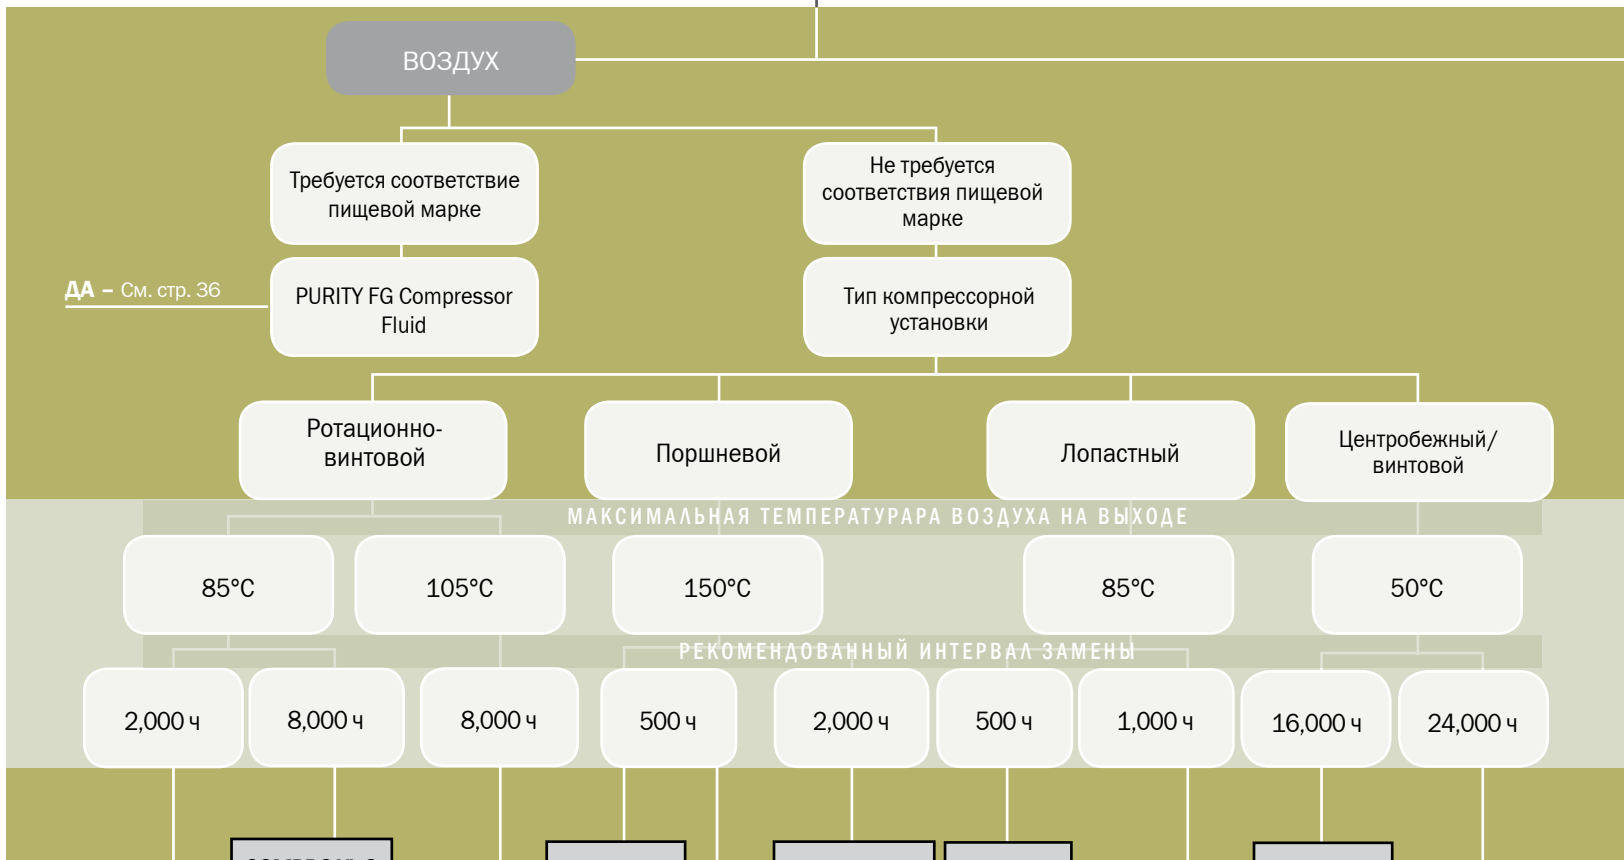 ВОЗДУХ
Требуется соответствие
пищевой марке
Не требуется
соответствия пищевой
марке
ДА – См. стр. 36
PURITY FG Compressor
Fluid
Тип компрессорной
установки
Ротационно-
винтовой
Поршневой
Лопастный
Центробежный/
винтовой
МАКСИМАЛЬНАЯ ТЕМПЕРАТУРАРА ВОЗДУХА НА ВЫХОДЕ
85°C
105°C
150°C
85°C
50°C
РЕКОМЕНДОВАННЫЙ ИНТЕРВАЛ ЗАМЕНЫ
2,000 ч
8,000 ч
8,000 ч
500 ч
2,000 ч
500 ч
1,000 ч
16,000 ч
24,000 ч